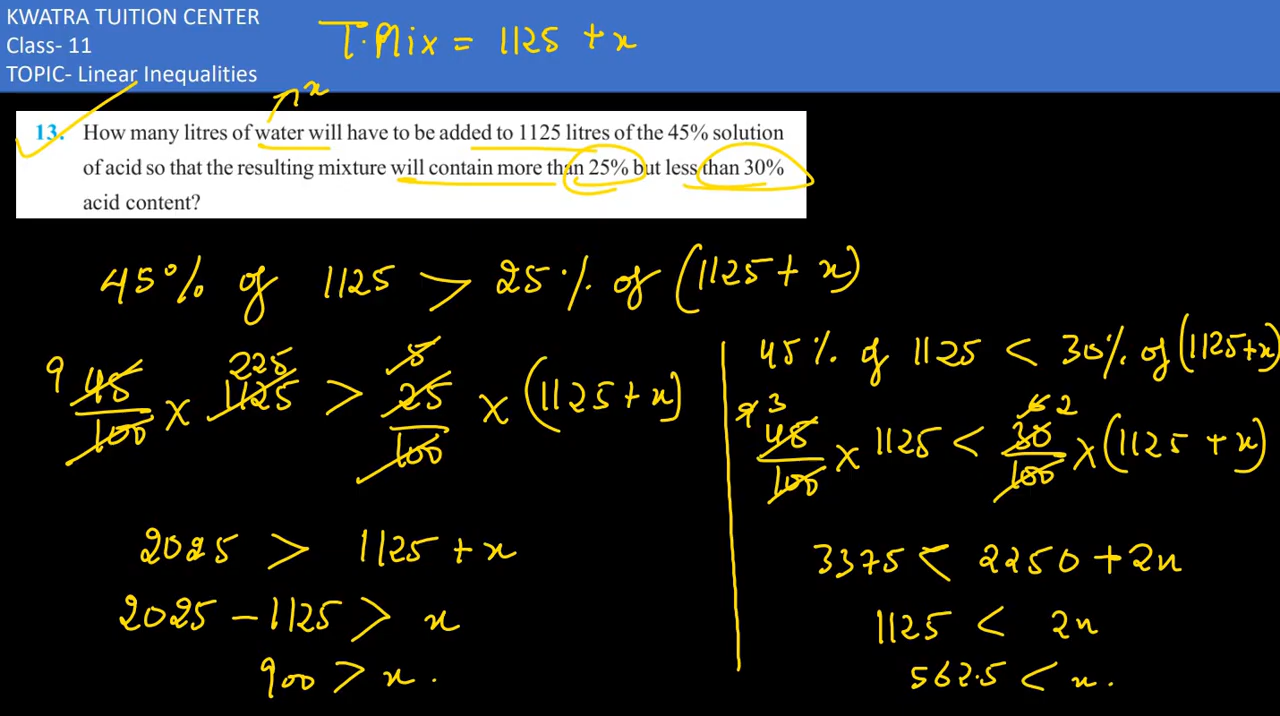 KWATRA TUITION CENTER
Class- 11
TOPIC- Linear Inequalities
T.Mix = 1125 + x
x
13. How many litres of water will have to be added to 1125 litres of the 45% solution
of acid so that the resulting mixture will contain more than 25% but less than 30%
acid content?
45% of 1125 > 25% of (1125 + x)
9 45/100 × 225 1125 > 5 25/100 × (1125 + x)
2025 > 1125 + x
2025 - 1125 > x
900 > x.
45% of 1125 < 30% of (1125+x)
9 3 45/100 × 1125 < 6 2 30/100 × (1125 + x)
3375 < 2250 + 2x
1125 < 2x
562.5 < x.